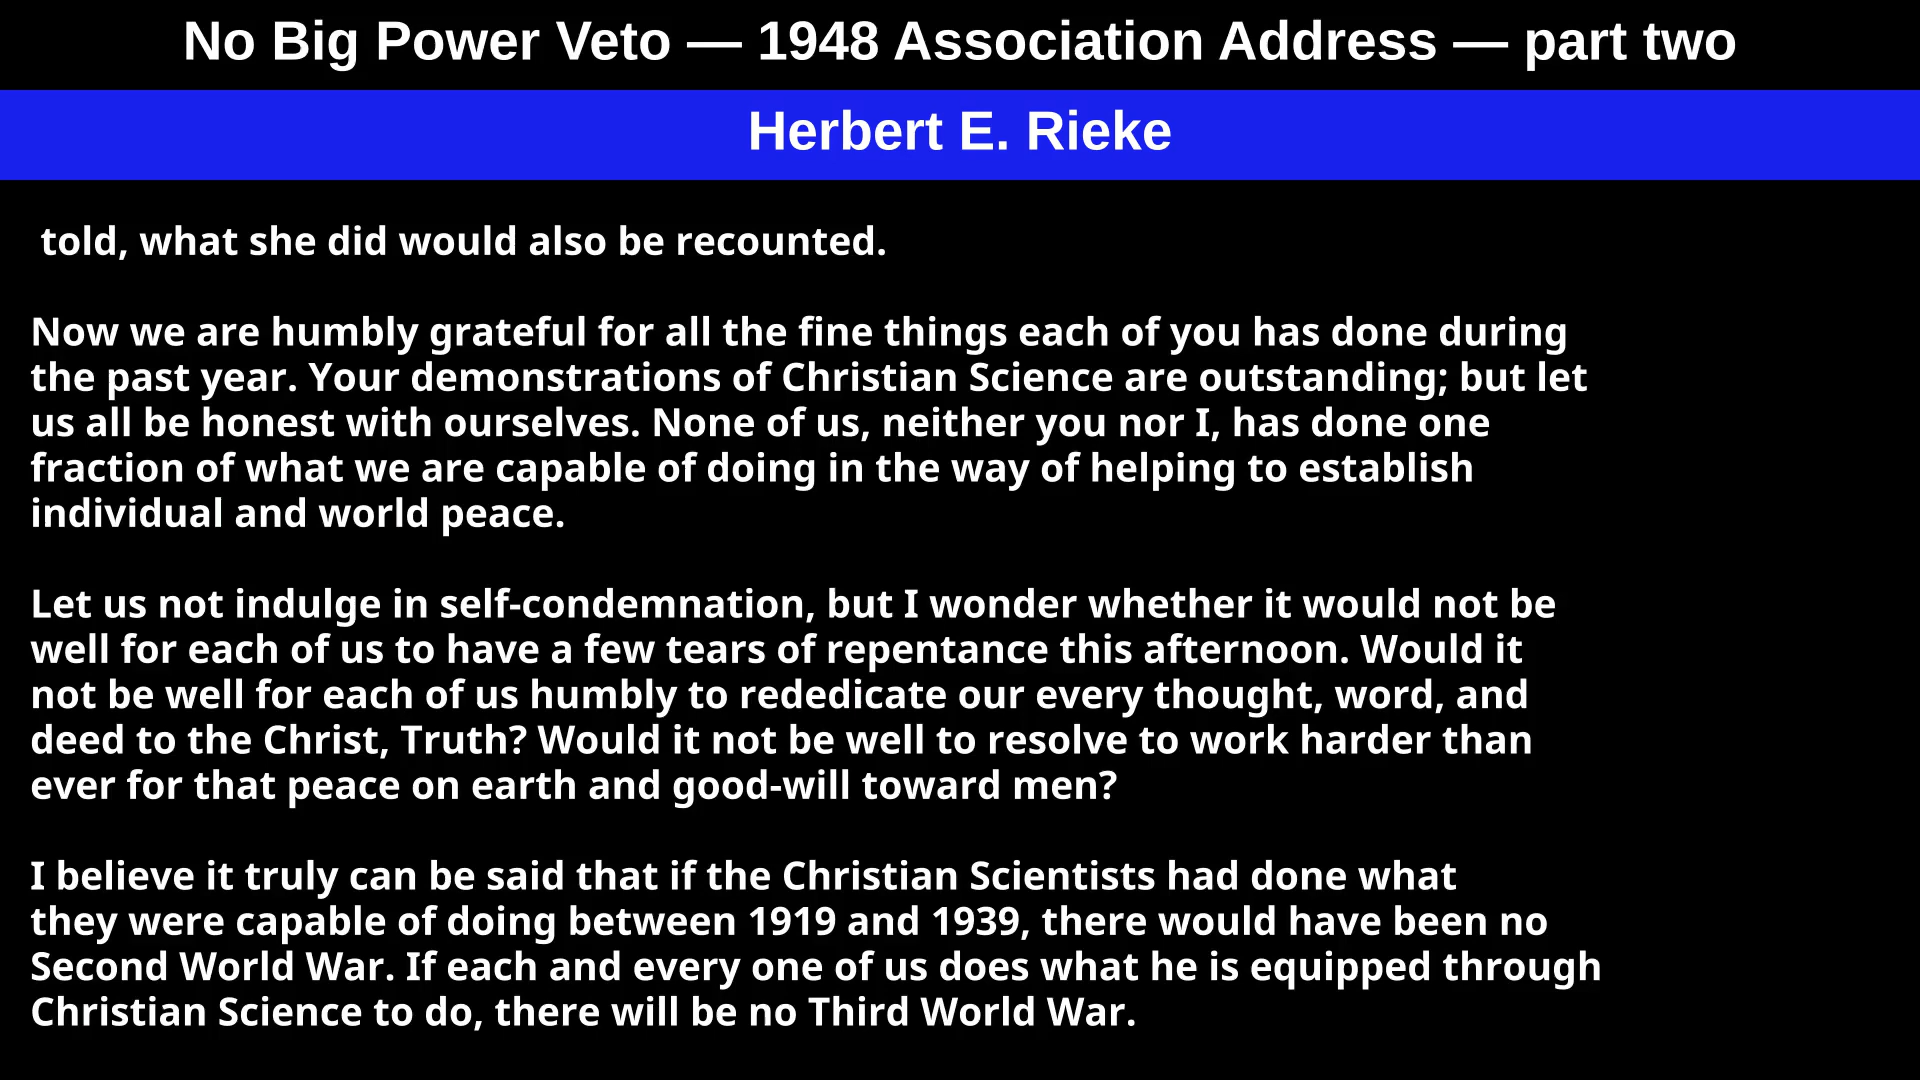 No Big Power Veto — 1948 Association Address — part two
Herbert E. Rieke
told, what she did would also be recounted.
Now we are humbly grateful for all the fine things each of you has done during
the past year. Your demonstrations of Christian Science are outstanding; but let
us all be honest with ourselves. None of us, neither you nor I, has done one
fraction of what we are capable of doing in the way of helping to establish
individual and world peace.
Let us not indulge in self-condemnation, but I wonder whether it would not be
well for each of us to have a few tears of repentance this afternoon. Would it
not be well for each of us humbly to rededicate our every thought, word, and
deed to the Christ, Truth? Would it not be well to resolve to work harder than
ever for that peace on earth and good-will toward men?
I believe it truly can be said that if the Christian Scientists had done what
they were capable of doing between 1919 and 1939, there would have been no
Second World War. If each and every one of us does what he is equipped through
Christian Science to do, there will be no Third World War.